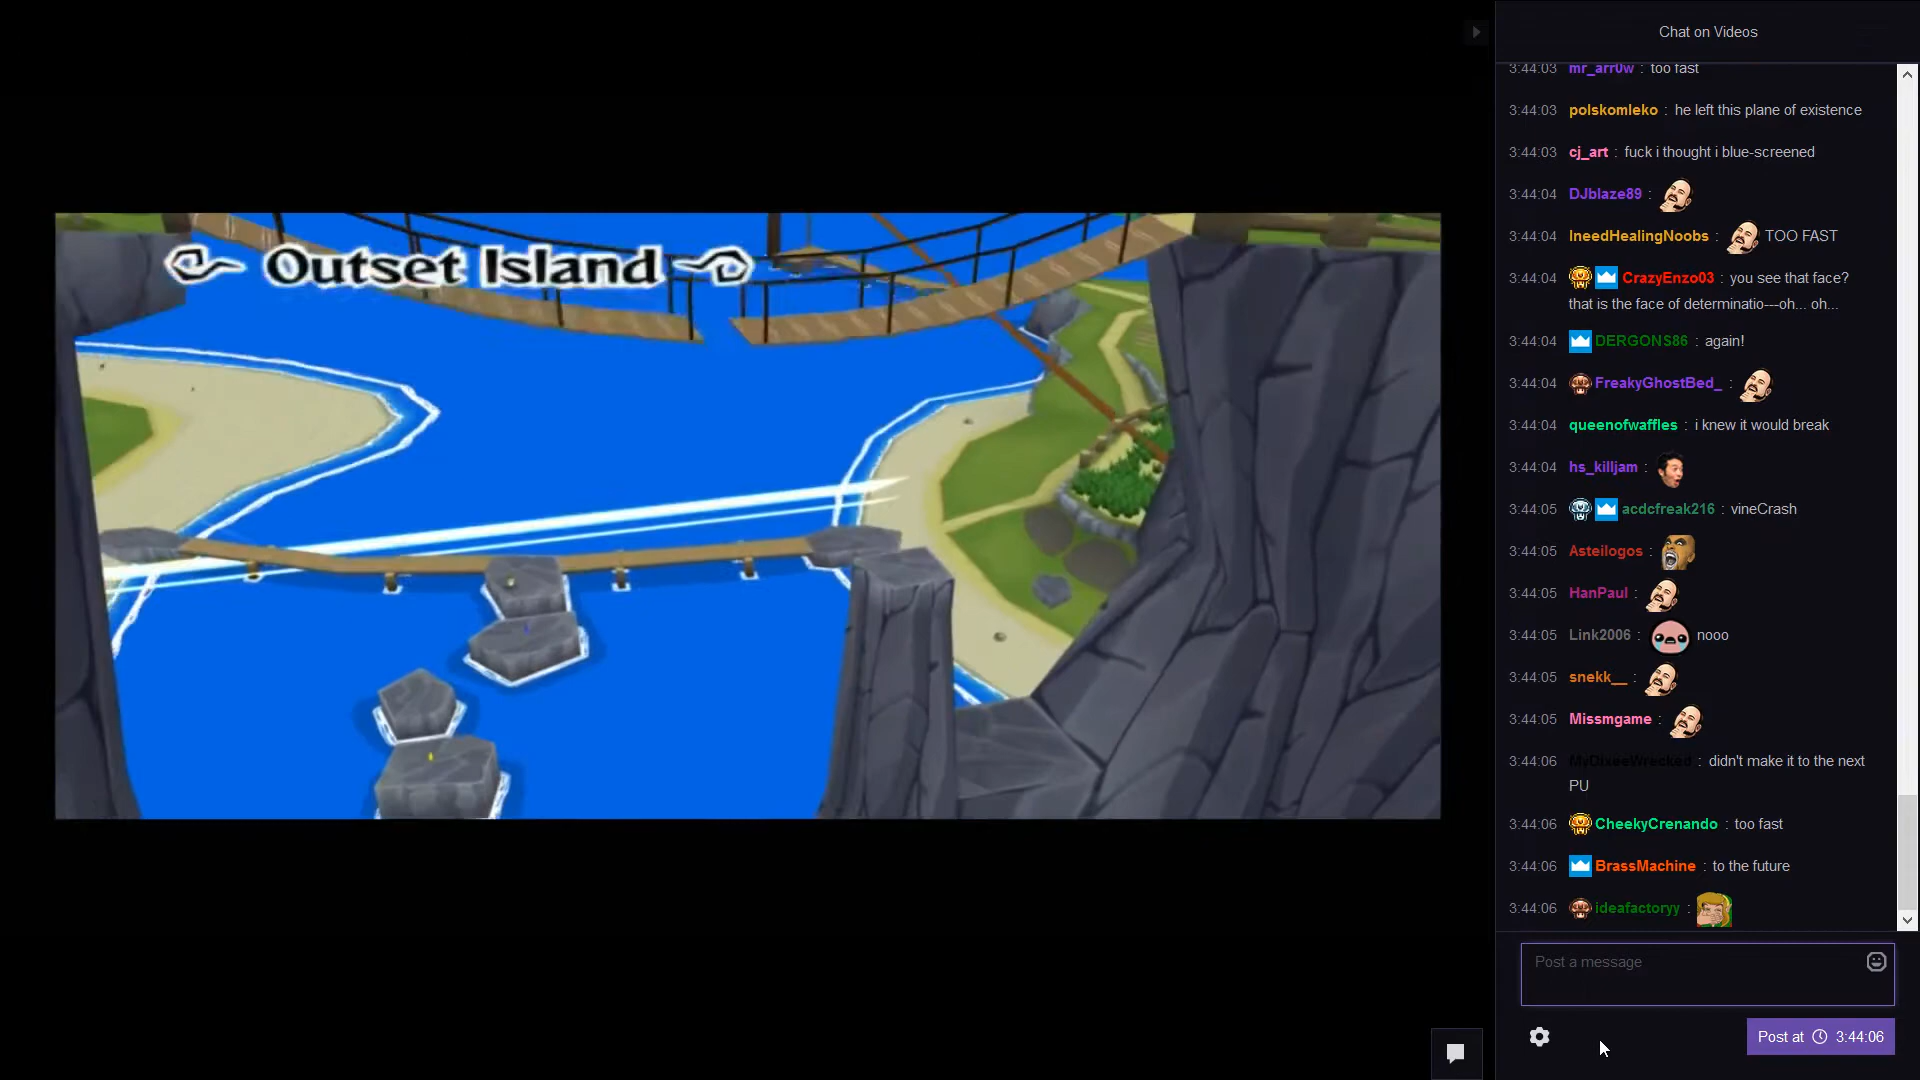 Outset Island
Chat on Videos
3:44:03 mr_arr0w : too fast
3:44:03 polskomleko : he left this plane of existence
3:44:03 cj_art : fuck i thought i blue-screened
3:44:04 DJblaze89 :
3:44:04 IneedHealingNoobs : TOO FAST
3:44:04 CrazyEnzo03 : you see that face?
that is the face of determinatio---oh... oh...
3:44:04 DERGONS86 : again!
3:44:04 FreakyGhostBed_ :
3:44:04 queenofwaffles : i knew it would break
3:44:04 hs_killjam :
3:44:05 acdcfreak216 : vineCrash
3:44:05 Asteilogos :
3:44:05 HanPaul :
3:44:05 Link2006 : nooo
3:44:05 snekk__ :
3:44:05 Missmgame :
3:44:06 MyDixeeWrecked : didn't make it to the next
PU
3:44:06 CheekyCrenando : too fast
3:44:06 BrassMachine : to the future
3:44:06 ideafactoryy :
Post a message
Post at 3:44:06